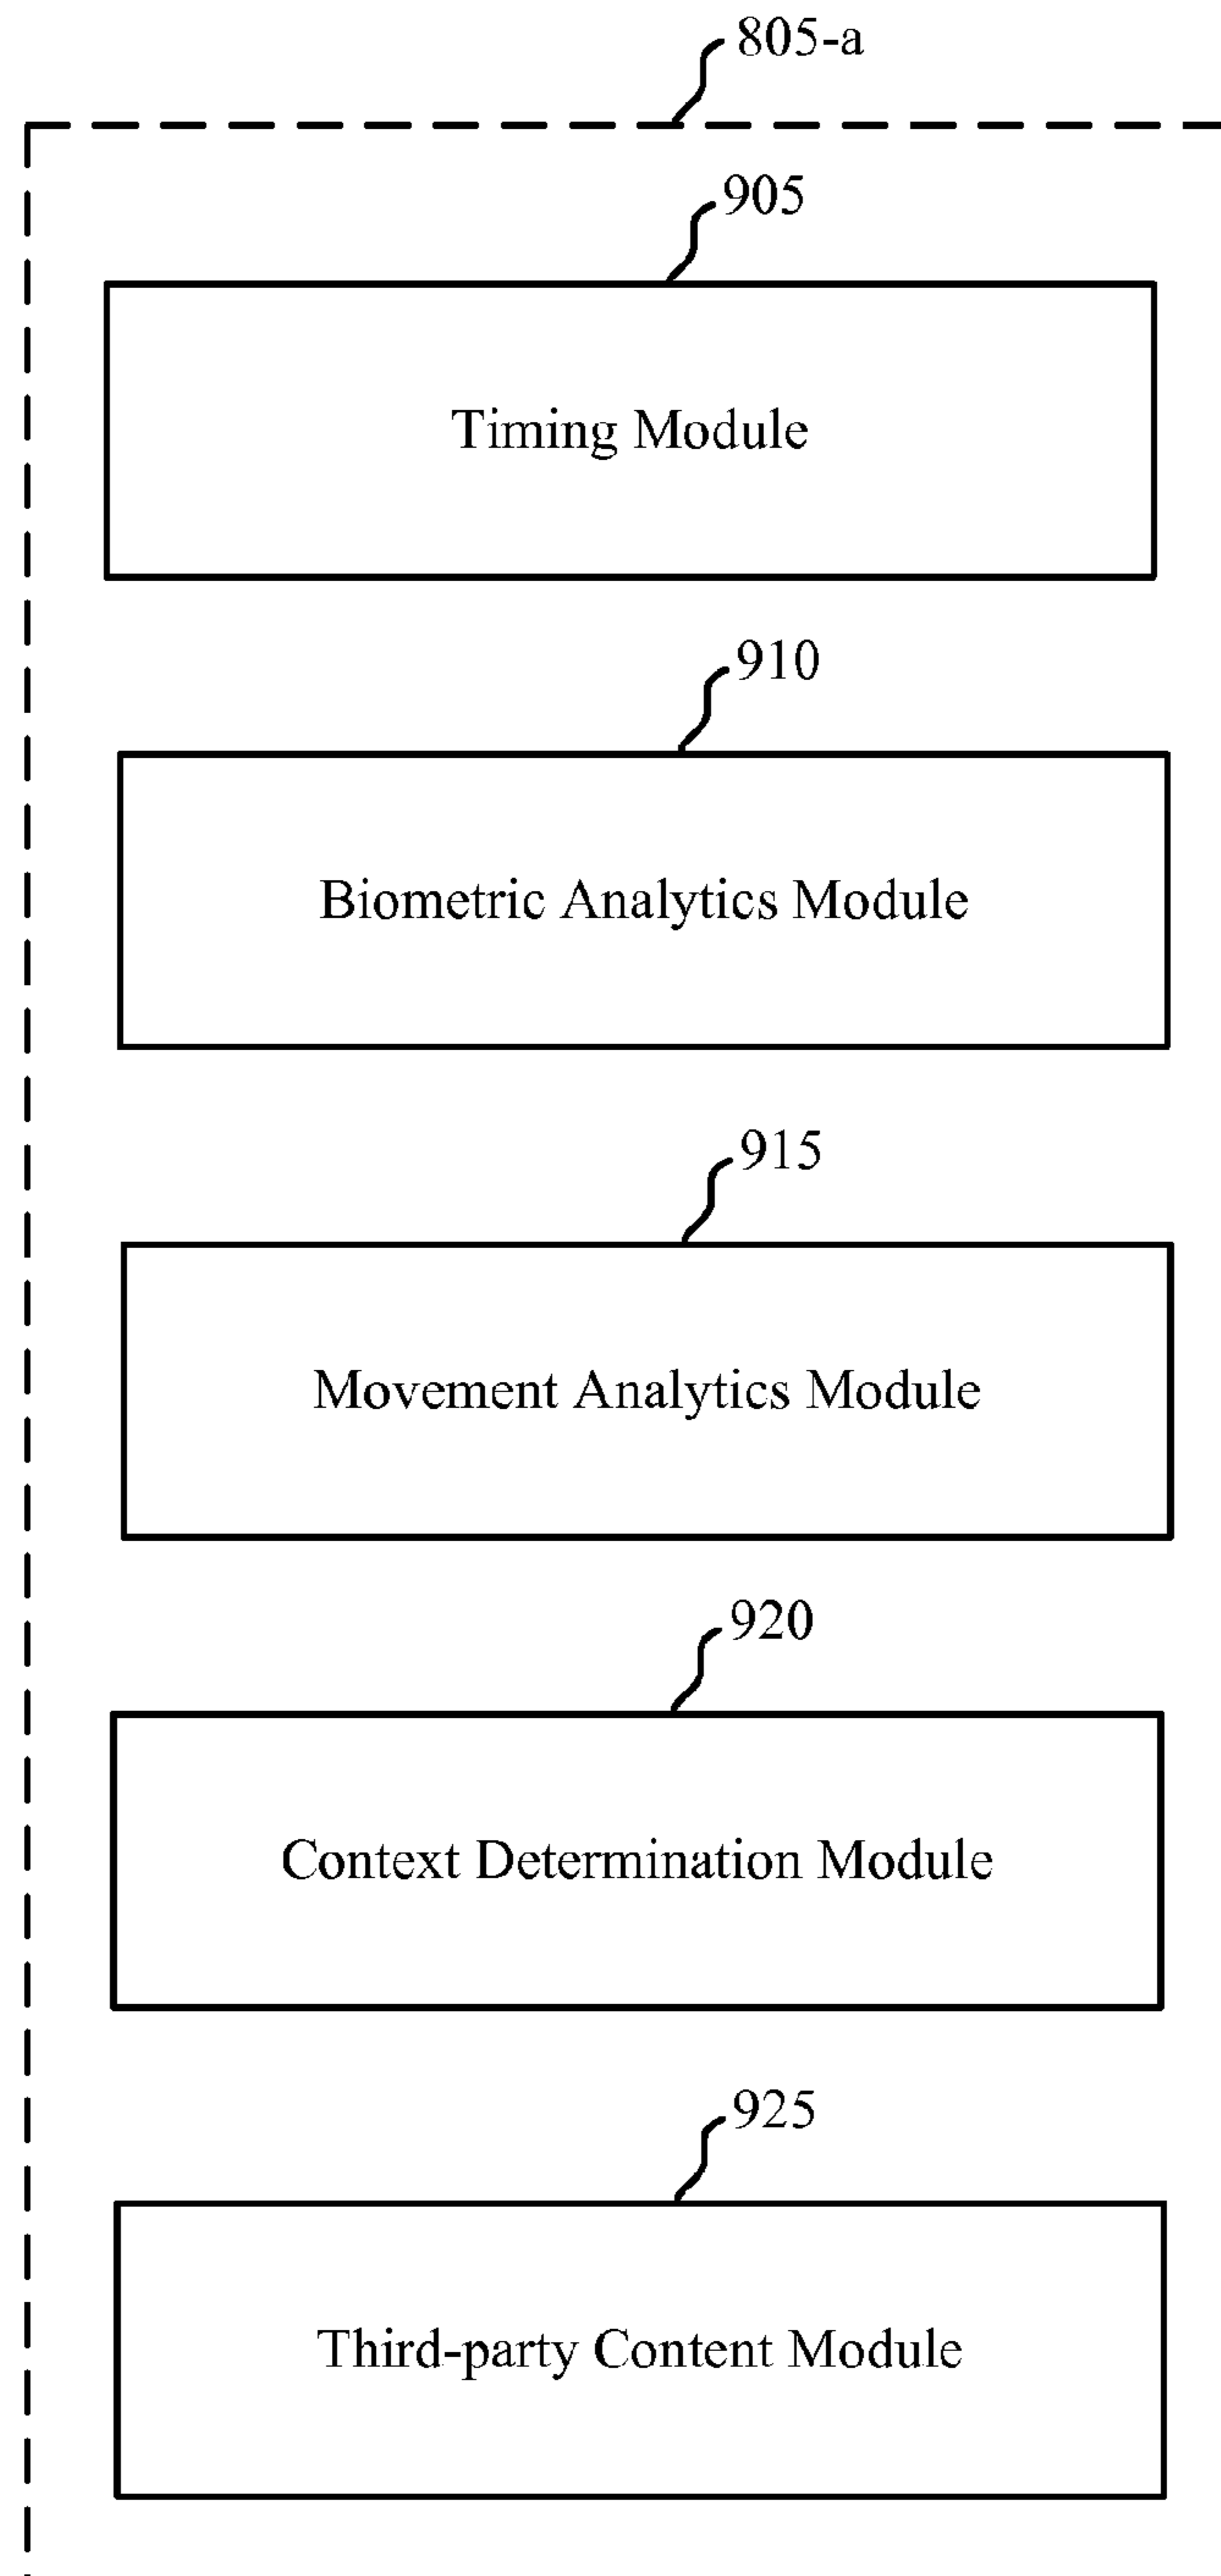 805-a
905
Timing Module
910
Biometric Analytics Module
915
Movement Analytics Module
920
Context Determination Module
925
Third-party Content Module